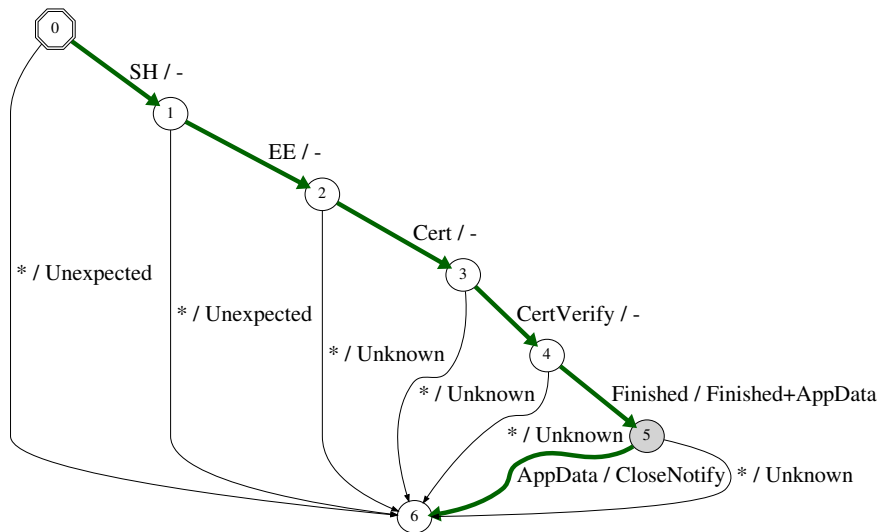 0
SH / -
1
EE / -
2
Cert / -
* / Unexpected
3
CertVerify / -
* / Unexpected
4
* / Unknown
Finished / Finished+AppData
* / Unknown
* / Unknown
5
AppData / CloseNotify
* / Unknown
6